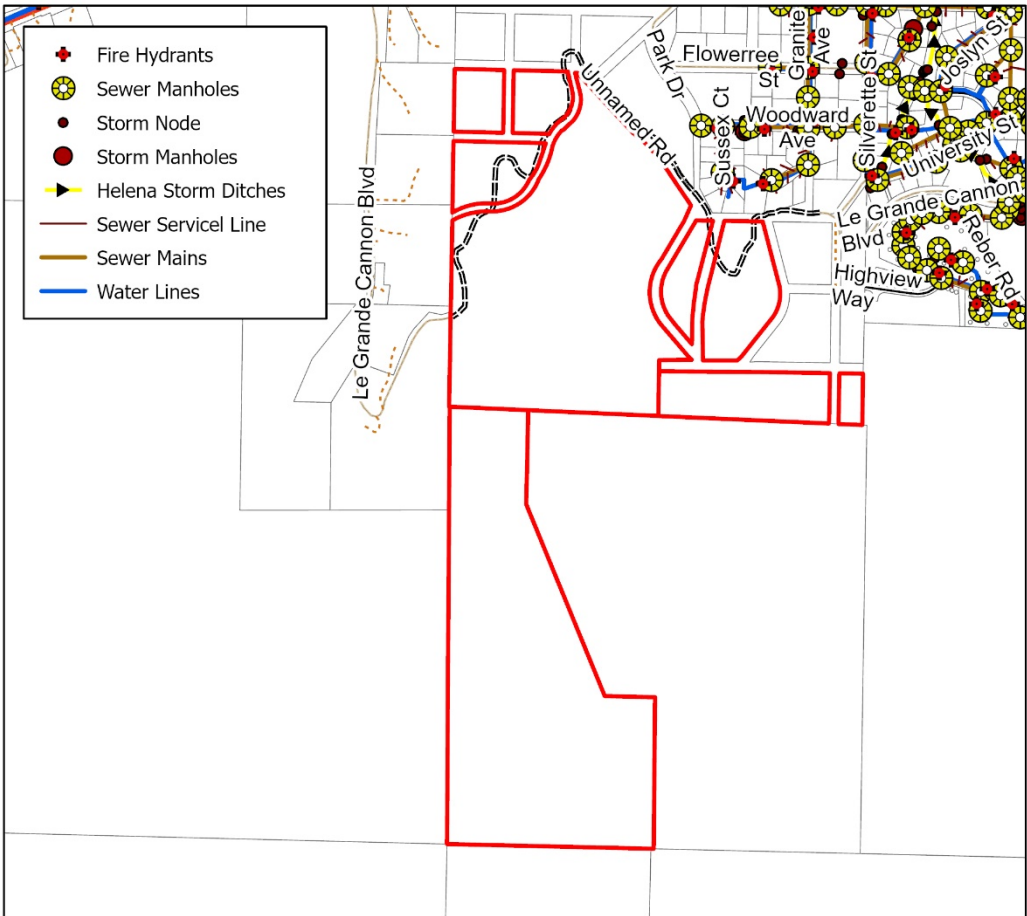 Fire Hydrants
Sewer Manholes
Storm Node
Storm Manholes
Helena Storm Ditches
Sewer Servicel Line
Sewer Mains
Water Lines
Le Grande Cannon Blvd
Unnamed Rd
Park Dr
Flowerree
St
Granite
Ave
Sussex Ct
Woodward
Ave
Silverette St
Joslyn St
University St
Le Grande Cannon
Blvd
Highview
Way
Reber Rd